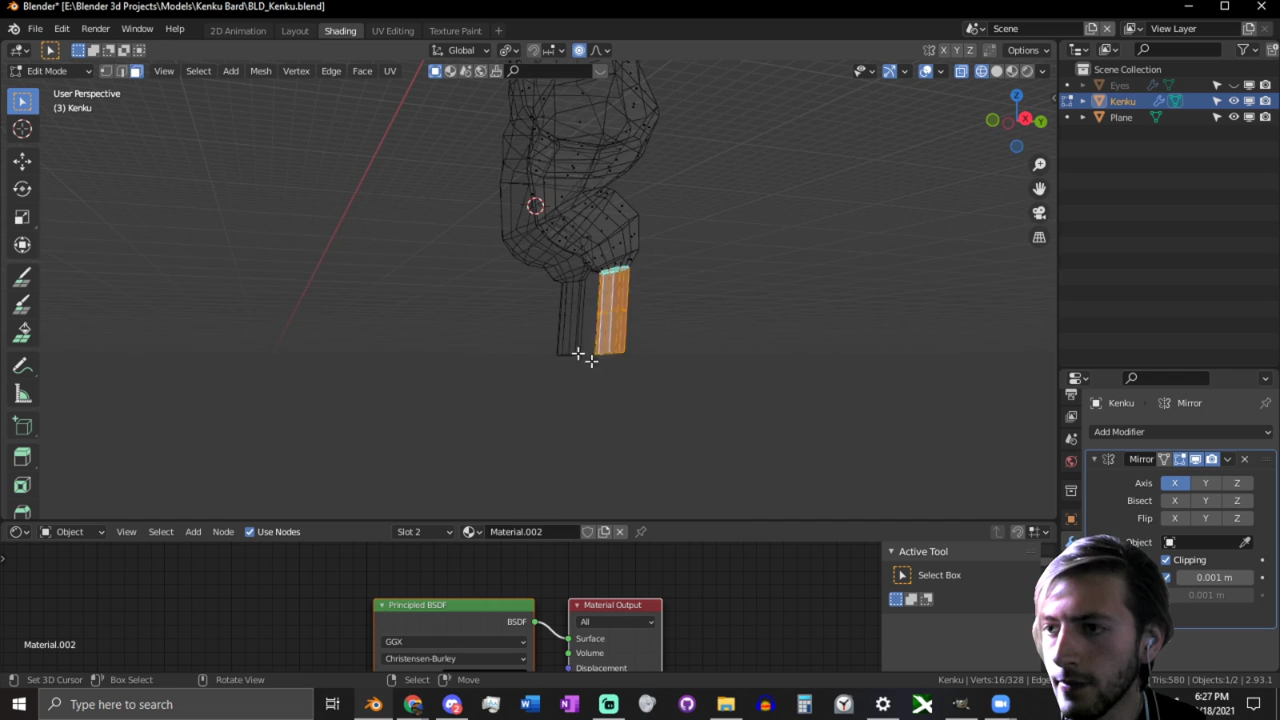 Blender* [E:\Blender 3d Projects\Models\Kenku Bard\BLD_Kenku.blend]
File Edit Render Window Help 2D Animation Layout Shading UV Editing Texture Paint + Scene View Layer
Global X Y Z Options
Edit Mode View Select Add Mesh Vertex Edge Face UV
User Perspective
(3) Kenku
Z
X
Y
Scene Collection
Eyes
Kenku
Plane
Kenku Mirror
Add Modifier
Mirror
Axis X Y Z
Bisect X Y Z
Flip X Y Z
Object
Clipping
0.001 m
0.001 m
Object View Select Add Node Use Nodes Slot 2 Material.002
Active Tool
Select Box
Principled BSDF
BSDF
GGX
Christensen-Burley
Material Output
All
Surface
Volume
Displacement
Material.002
Set 3D Cursor Box Select Rotate View Select Move Kenku | Verts:16/328 Tris:580 | Objects:1/2 | 2.93.1
Type here to search
6:27 PM
/18/2021